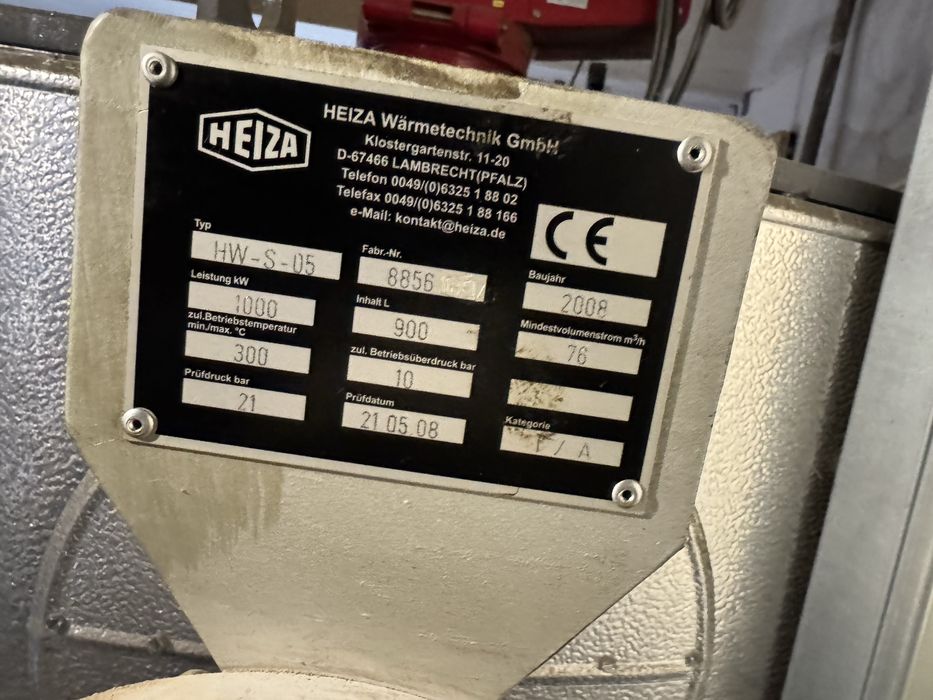 HEIZA
HEIZA Wärmetechnik GmbH
Klostergartenstr. 11-20
D-67466 LAMBRECHT(PFALZ)
Telefon 0049/(0)6325 1 88 02
Telefax 0049/(0)6325 1 88 166
e-Mail: kontakt@heiza.de
CE
Typ
HW-S-05
Fabr.-Nr.
8856
Baujahr
2008
Leistung kW
1000
Inhalt L
900
Mindestvolumenstrom m³/h
76
zul.Betriebstemperatur
min./max. °C
300
zul. Betriebsüberdruck bar
10
Prüfdruck bar
21
Prüfdatum
21.05.08
Kategorie
/ A